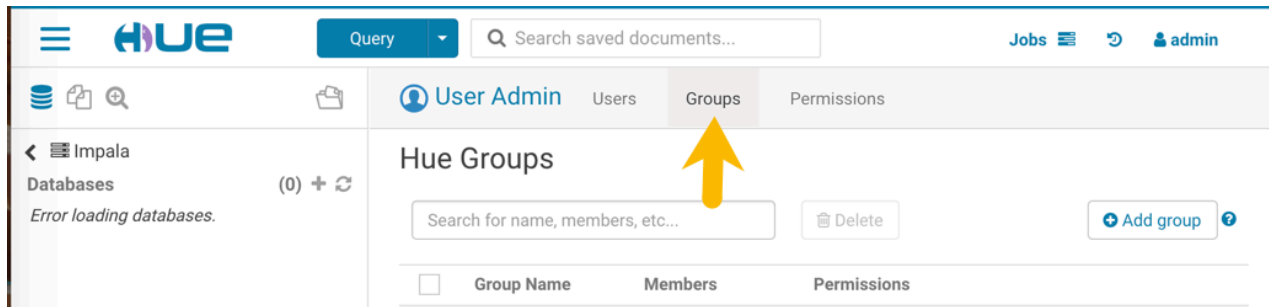 HUE
Query
Search saved documents...
Jobs
admin
User Admin
Users
Groups
Permissions
Impala
Databases
(0)
Error loading databases.
Hue Groups
Search for name, members, etc...
Delete
Add group
Group Name
Members
Permissions